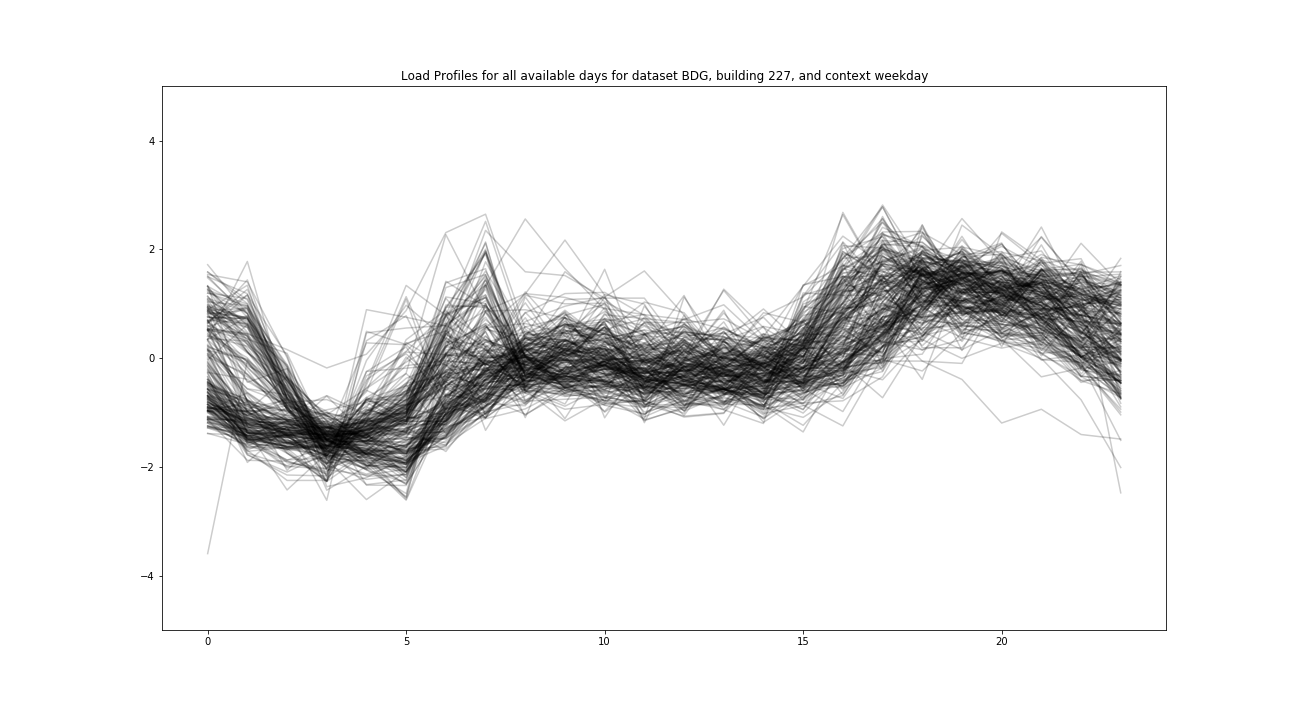 Load Profiles for all available days for dataset BDG, building 227, and context weekday
4
2
0
−2
−4
0 5 10 15 20